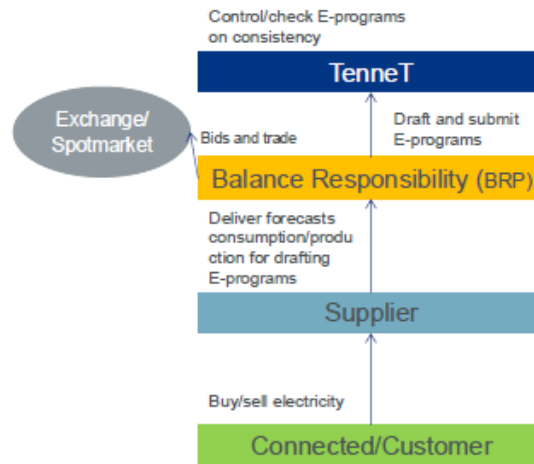 Control/check E-programs
on consistency
TenneT
Exchange/
Spotmarket
Bids and trade
Draft and submit
E-programs
Balance Responsibility (BRP)
Deliver forecasts
consumption/produ
ction for drafting
E-programs
Supplier
Buy/sell electricity
Connected/Customer